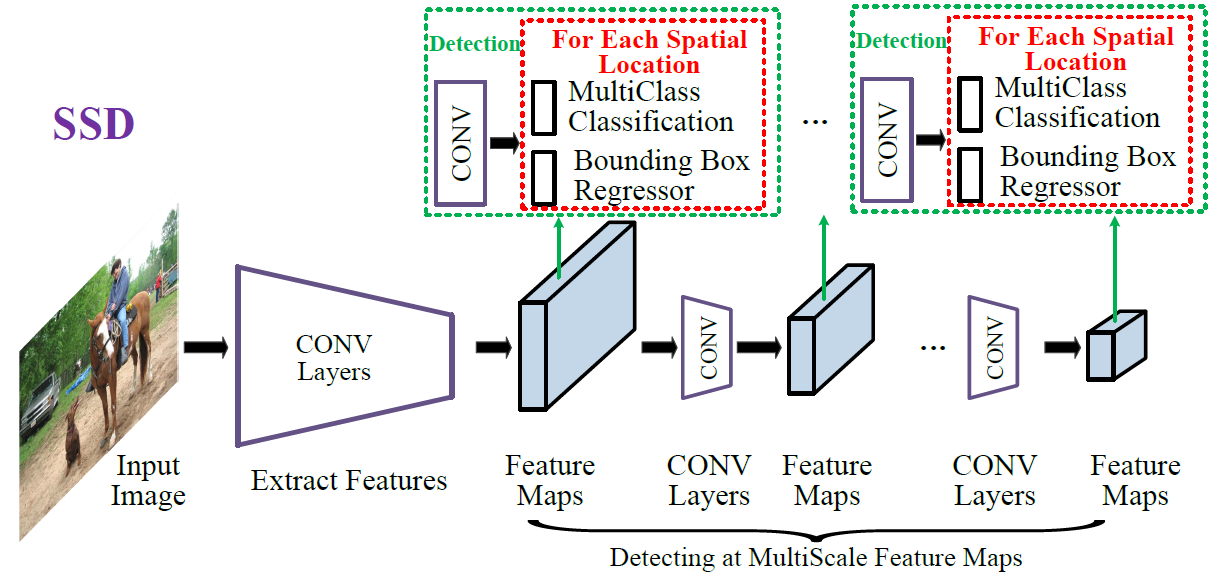 SSD
Detection
For Each Spatial
Location
CONV
MultiClass
Classification
Bounding Box
Regressor
...
Detection
For Each Spatial
Location
CONV
MultiClass
Classification
Bounding Box
Regressor
CONV
Layers
CONV
...
CONV
Input
Image
Extract Features
Feature
Maps
CONV
Layers
Feature
Maps
CONV
Layers
Feature
Maps
Detecting at MultiScale Feature Maps